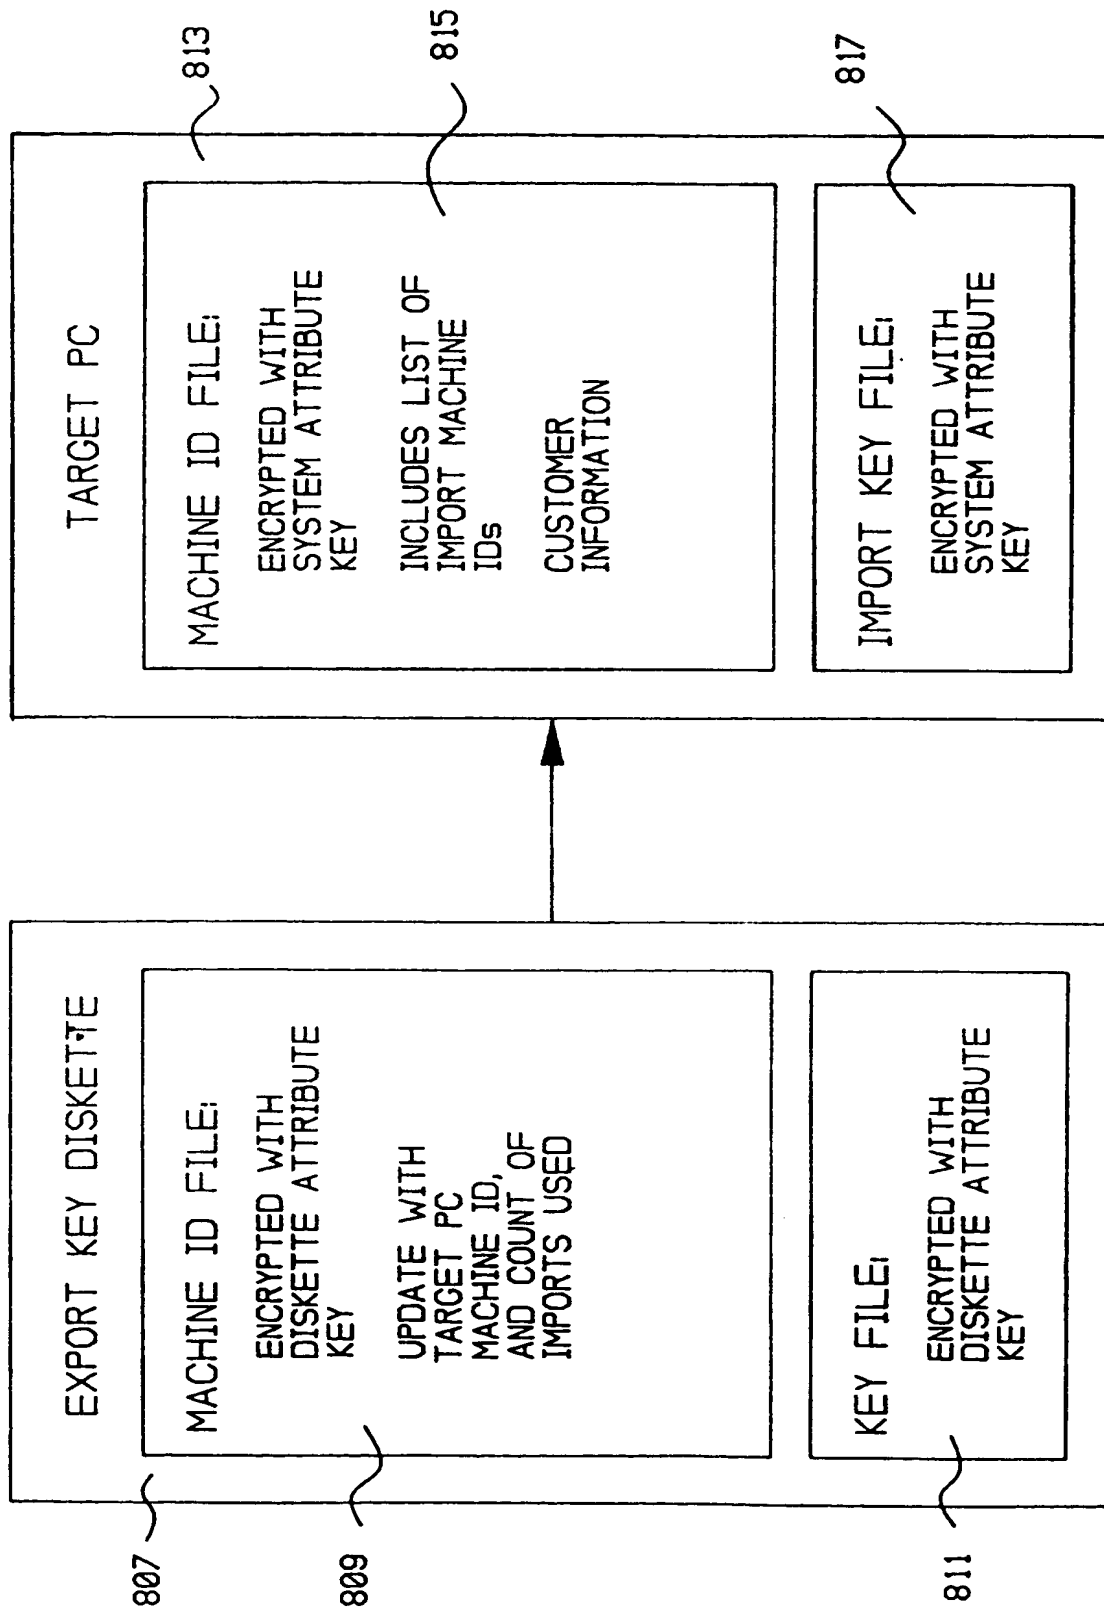 EXPORT KEY DISKETTE
MACHINE ID FILE:
ENCRYPTED WITH
DISKETTE ATTRIBUTE
KEY
UPDATE WITH
TARGET PC
MACHINE ID,
AND COUNT OF
IMPORTS USED
KEY FILE:
ENCRYPTED WITH
DISKETTE ATTRIBUTE
KEY
807
809
811
TARGET PC
MACHINE ID FILE:
ENCRYPTED WITH
SYSTEM ATTRIBUTE
KEY
INCLUDES LIST OF
IMPORT MACHINE
IDs
CUSTOMER
INFORMATION
IMPORT KEY FILE:
ENCRYPTED WITH
SYSTEM ATTRIBUTE
KEY
813
815
817